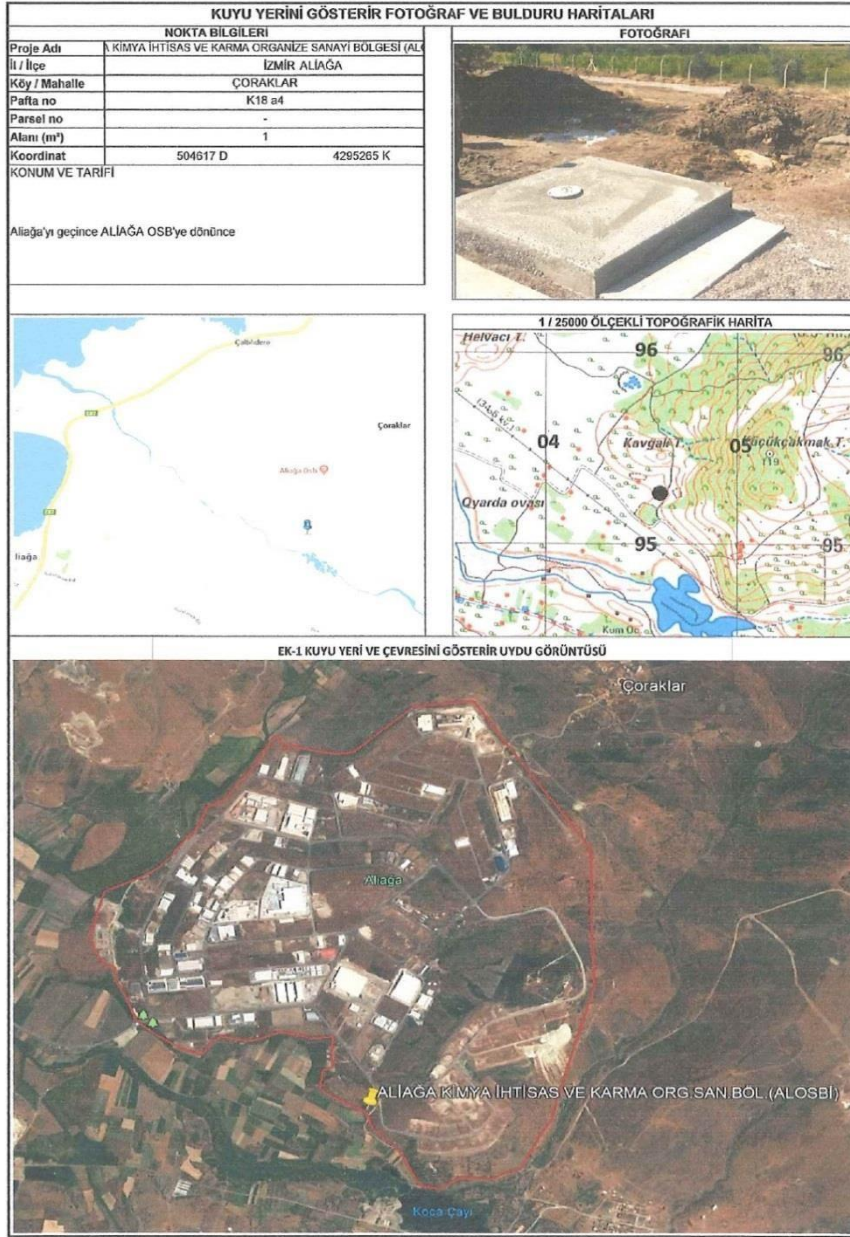 KUYU YERİNİ GÖSTERİR FOTOĞRAF VE BULDURU HARİTALARI
NOKTA BİLGİLERİ
Proje Adı KİMYA İHTİSAS VE KARMA ORGANİZE SANAYİ BÖLGESİ
İl / İlçe İZMİR ALİAĞA
Köy / Mahalle ÇORAKLAR
Pafta no K18 a4
Parsel no -
Alanı (m²) 1
Koordinat 504617 D 4295265 K
KONUM VE TARİFİ
Aliağa'yı geçince ALİAĞA OSB'ye dönünce
FOTOĞRAFI
Çoraklar
liağa
1 / 25000 ÖLÇEKLİ TOPOĞRAFİK HARİTA
Helvacı T.
96
96
04
Kavgalı T.
05
Küçükçakmak T.
119
Qyarda ovası
95
95
Kum Oc.
EK-1 KUYU YERİ VE ÇEVRESİNİ GÖSTERİR UYDU GÖRÜNTÜSÜ
Çoraklar
Aliağa
ALİAĞA KİMYA İHTİSAS VE KARMA ORG.SAN.BÖL.(ALOSBİ)
Koca Çayı